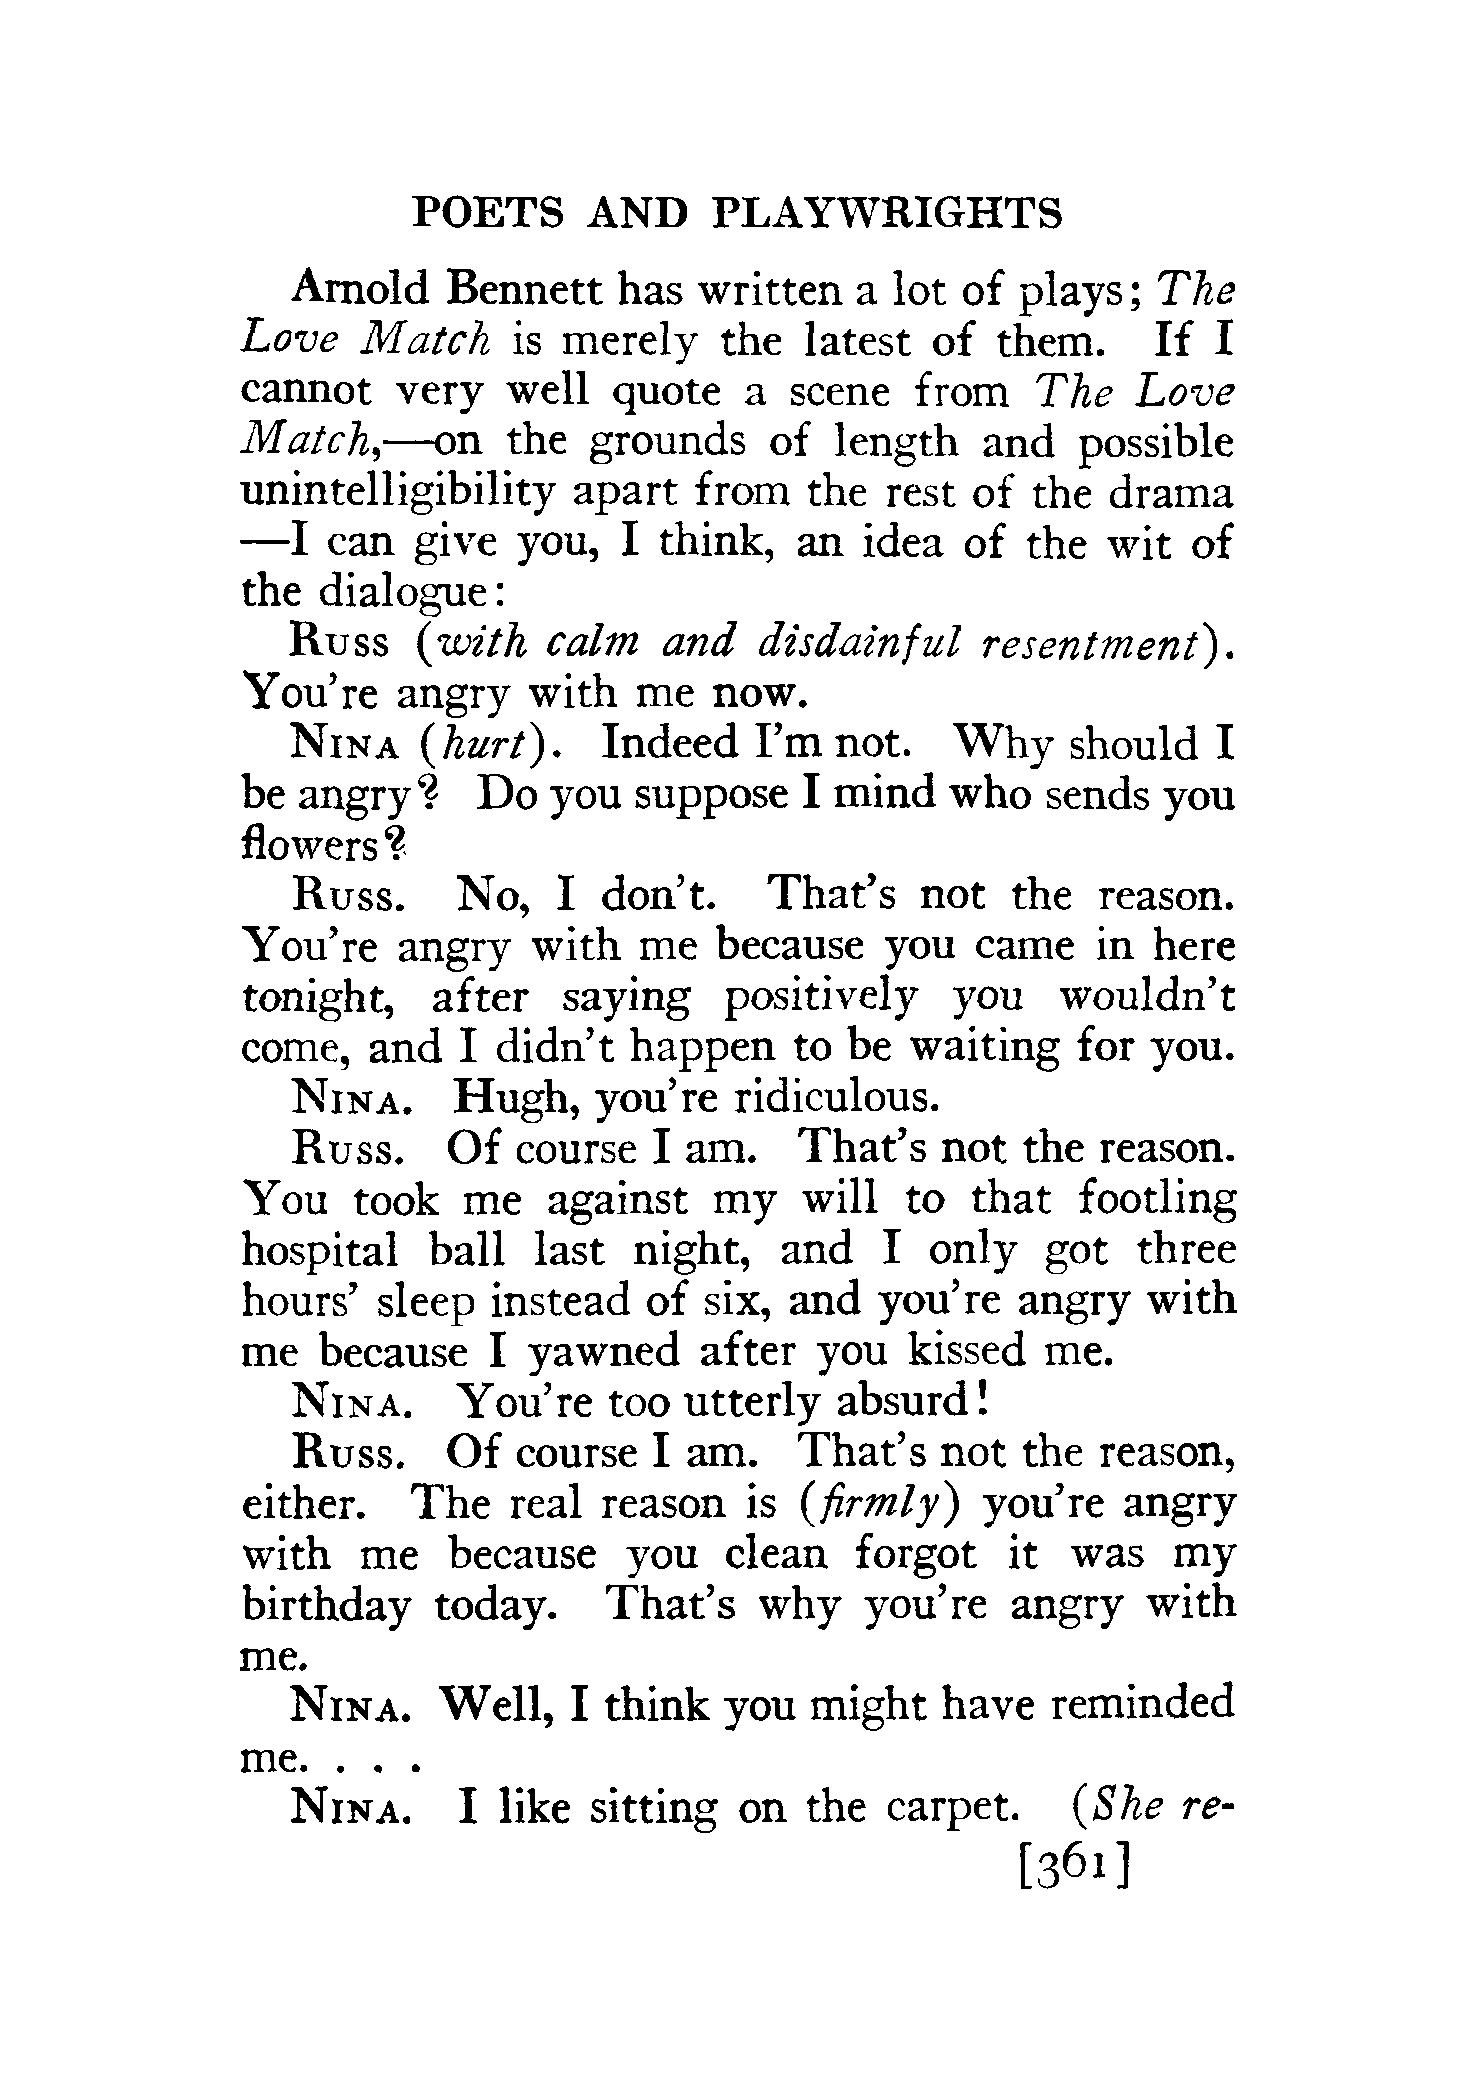 POETS AND PLAYWRIGHTS
Arnold Bennett has written a lot of plays; The
Love Match is merely the latest of them. If I
cannot very well quote a scene from The Love
Match,—on the grounds of length and possible
unintelligibility apart from the rest of the drama
—I can give you, I think, an idea of the wit of
the dialogue:
Russ (with calm and disdainful resentment).
You're angry with me now.
Nina (hurt). Indeed I'm not. Why should I
be angry? Do you suppose I mind who sends you
flowers?
Russ. No, I don't. That's not the reason.
You're angry with me because you came in here
tonight, after saying positively you wouldn't
come, and I didn't happen to be waiting for you.
Nina. Hugh, you're ridiculous.
Russ. Of course I am. That's not the reason.
You took me against my will to that footling
hospital ball last night, and I only got three
hours' sleep instead of six, and you're angry with
me because I yawned after you kissed me.
Nina. You're too utterly absurd!
Russ. Of course I am. That's not the reason,
either. The real reason is (firmly) you're angry
with me because you clean forgot it was my
birthday today. That's why you're angry with
me.
Nina. Well, I think you might have reminded
me. . . .
Nina. I like sitting on the carpet. (She re-
[361]